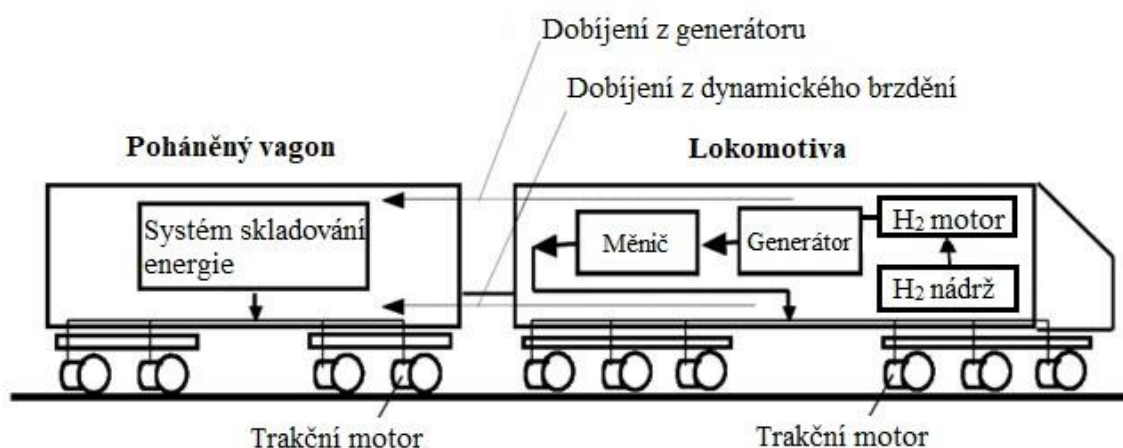 Dobíjení z generátoru
Dobíjení z dynamického brzdění
Poháněný vagon
Lokomotiva
Systém skladování
energie
Měnič
Generátor
H₂ motor
H₂ nádrž
Trakční motor
Trakční motor